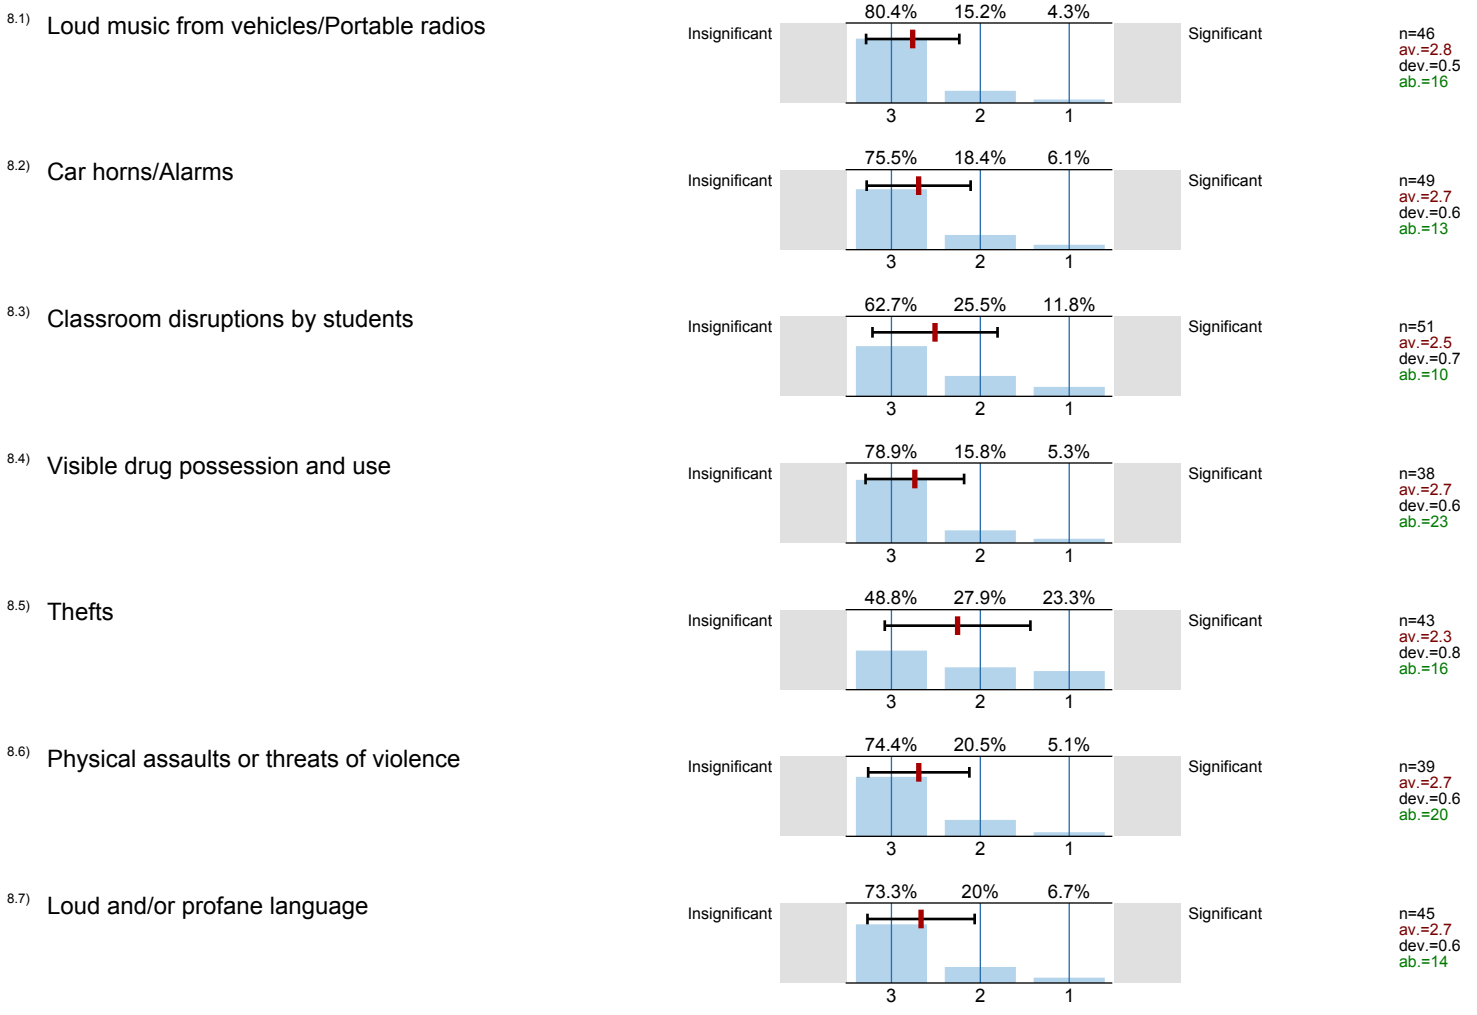 8.1) Loud music from vehicles/Portable radios
Insignificant
80.4% 15.2% 4.3%
3 2 1
Significant
n=46
av.=2.8
dev.=0.5
ab.=16
8.2) Car horns/Alarms
Insignificant
75.5% 18.4% 6.1%
3 2 1
Significant
n=49
av.=2.7
dev.=0.6
ab.=13
8.3) Classroom disruptions by students
Insignificant
62.7% 25.5% 11.8%
3 2 1
Significant
n=51
av.=2.5
dev.=0.7
ab.=10
8.4) Visible drug possession and use
Insignificant
78.9% 15.8% 5.3%
3 2 1
Significant
n=38
av.=2.7
dev.=0.6
ab.=23
8.5) Thefts
Insignificant
48.8% 27.9% 23.3%
3 2 1
Significant
n=43
av.=2.3
dev.=0.8
ab.=16
8.6) Physical assaults or threats of violence
Insignificant
74.4% 20.5% 5.1%
3 2 1
Significant
n=39
av.=2.7
dev.=0.6
ab.=20
8.7) Loud and/or profane language
Insignificant
73.3% 20% 6.7%
3 2 1
Significant
n=45
av.=2.7
dev.=0.6
ab.=14